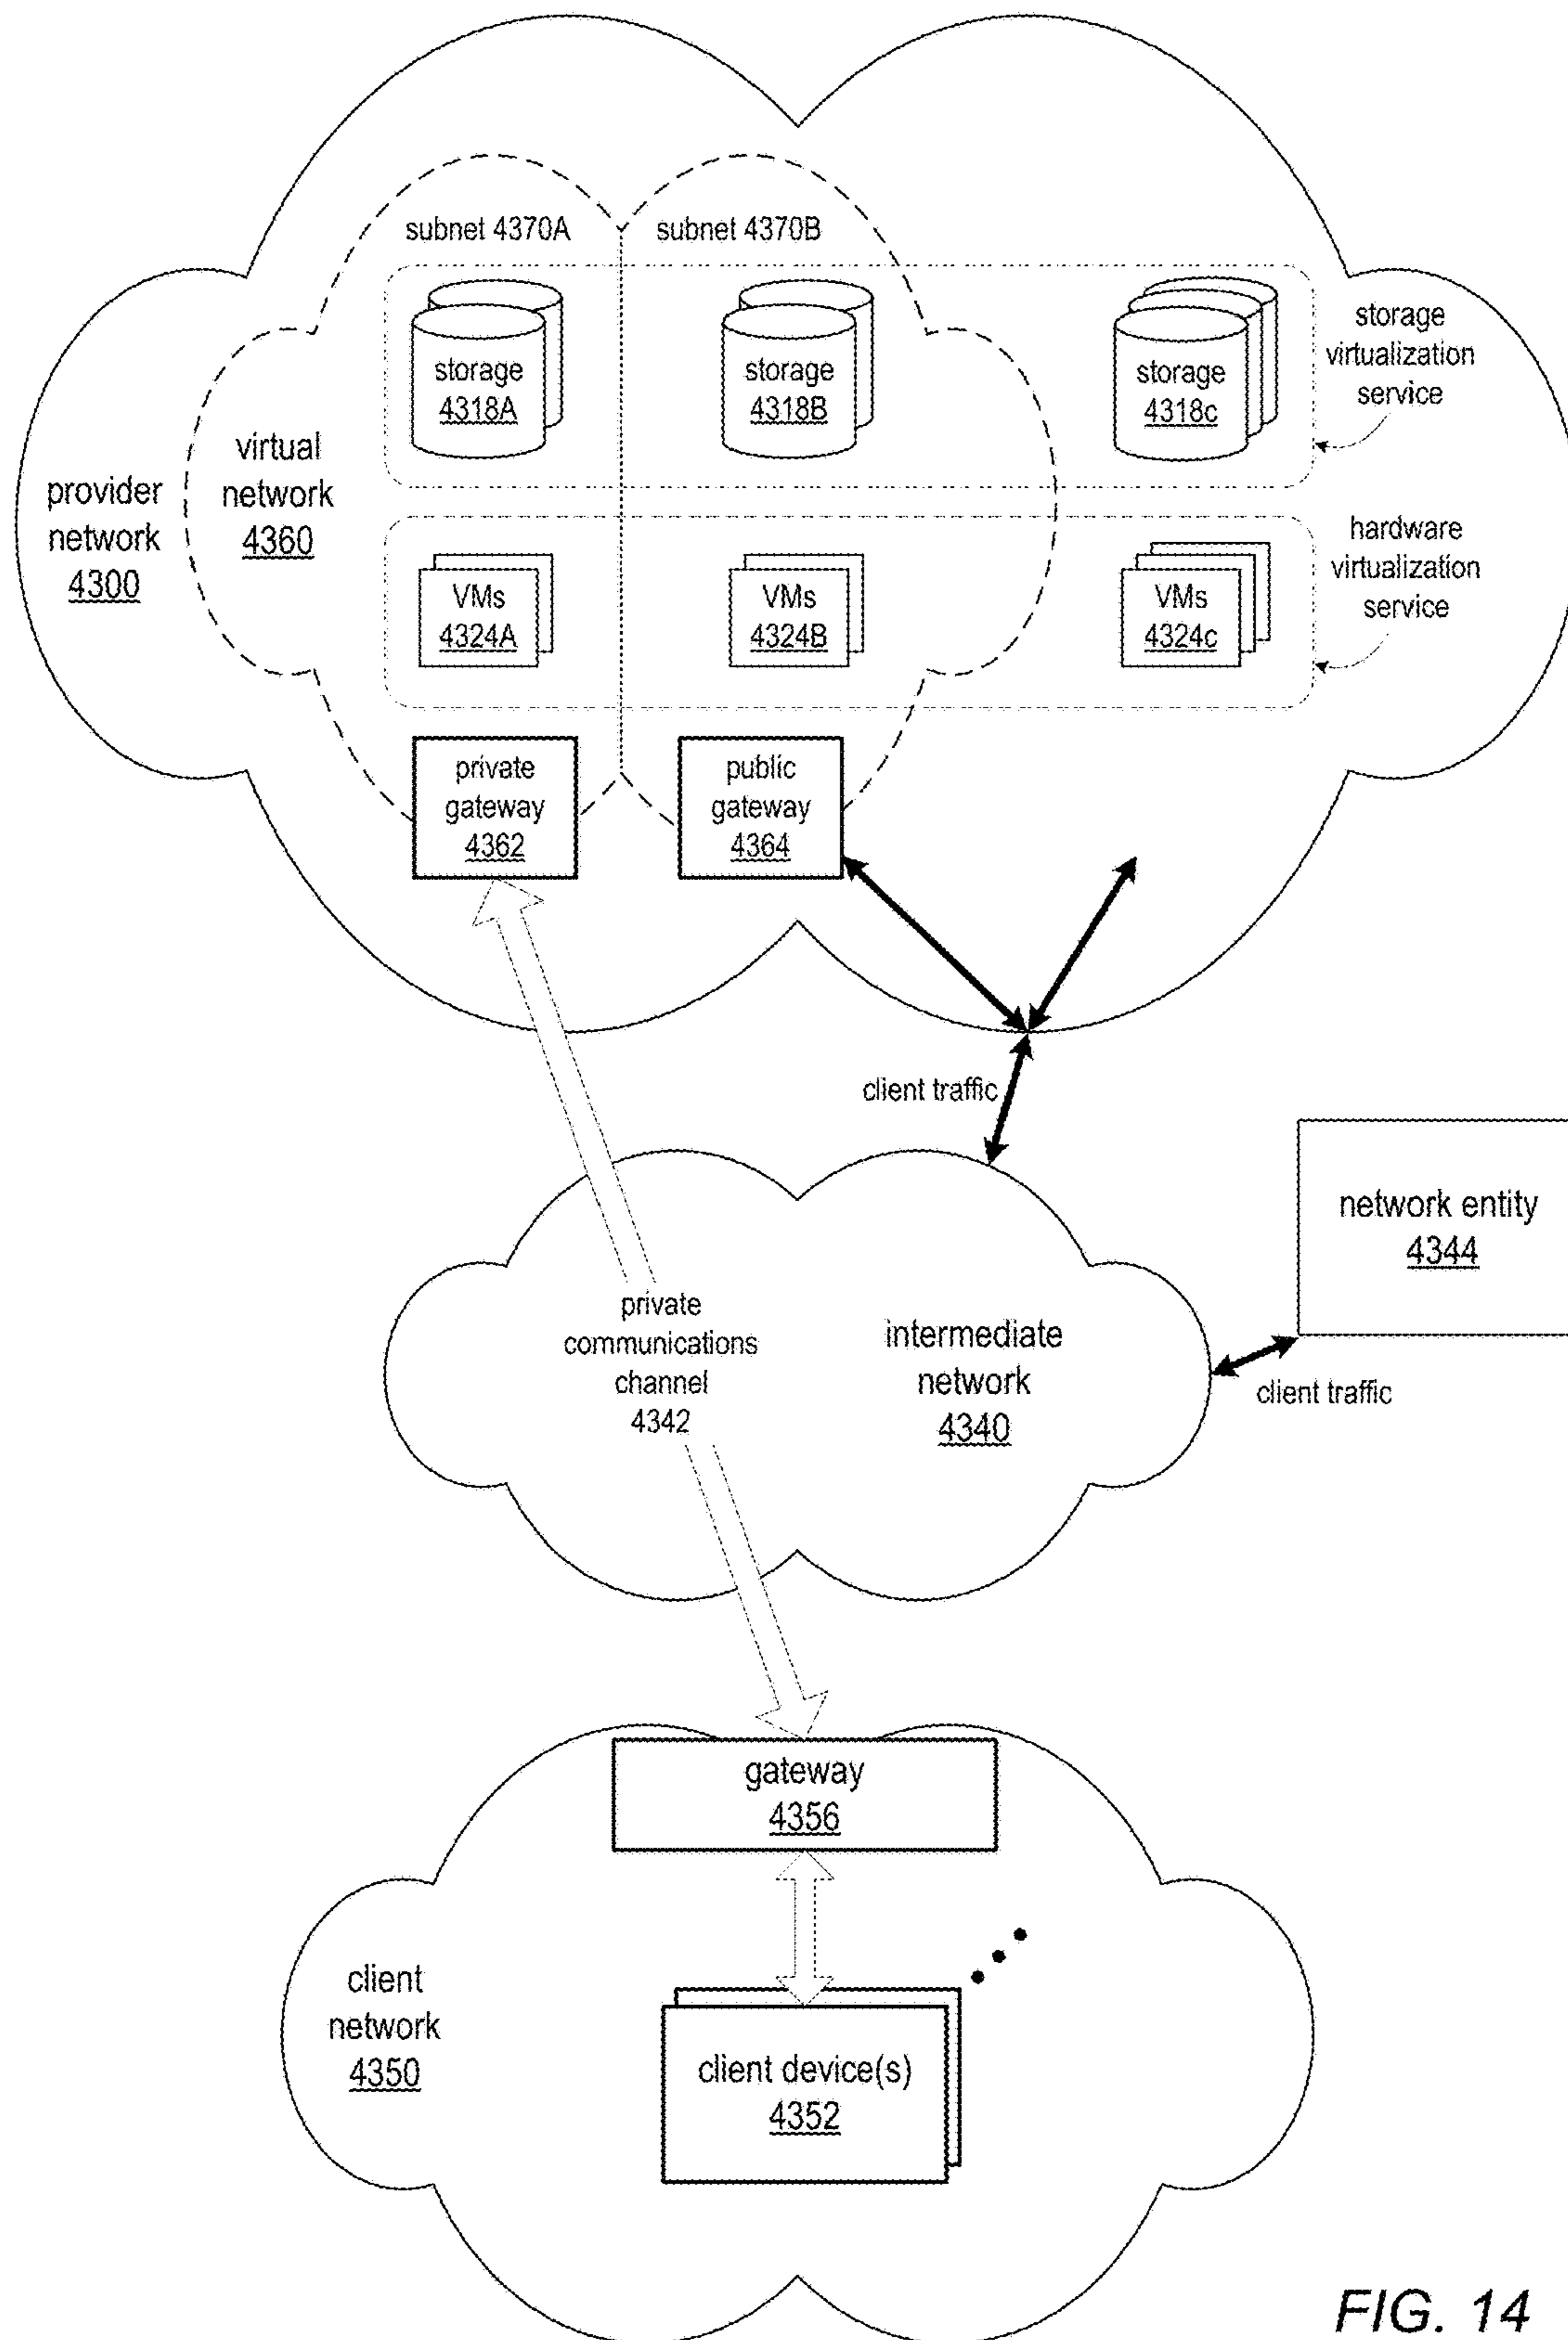 subnet 4370A
subnet 4370B
storage
4318A
storage
4318B
storage
4318c
storage
virtualization
service
provider
network
4300
virtual
network
4360
VMs
4324A
VMs
4324B
VMs
4324c
hardware
virtualization
service
private
gateway
4362
public
gateway
4364
client traffic
network entity
4344
client traffic
private
communications
channel
4342
intermediate
network
4340
gateway
4356
client
network
4350
client device(s)
4352
FIG. 14